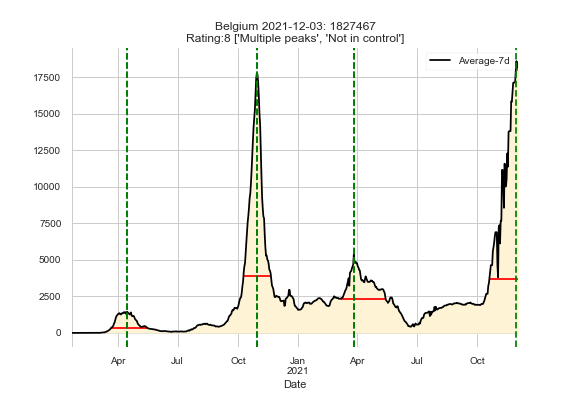 Belgium 2021-12-03: 1827467
Rating:8 ['Multiple peaks', 'Not in control']
Average-7d
17500
15000
12500
10000
7500
5000
2500
0
Apr Jul Oct Jan Apr Jul Oct
2021
Date